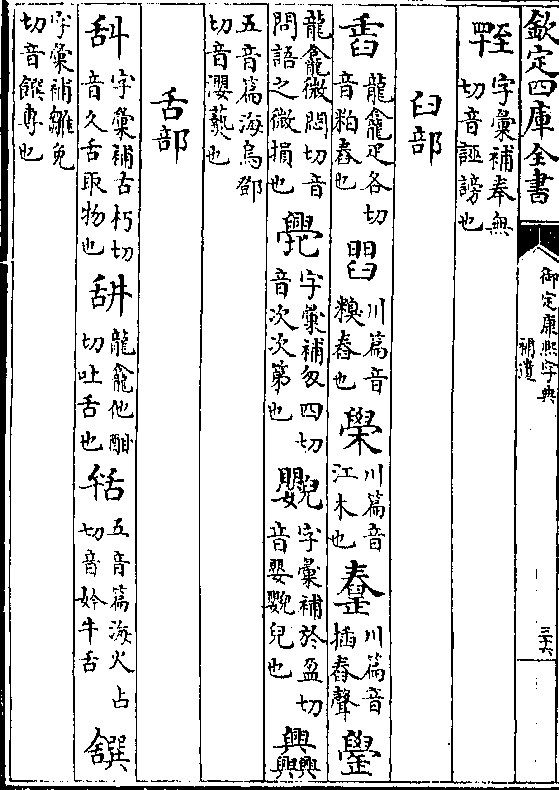 欽定四庫全書
御定康熙字典
補遺
三十六
字彙補奉無
切音誣謗也
臼部
龍龕疋各切
音粕舂也
川篇音
糗舂也
川篇音
江木也
川篇音
插舂聲
龍龕微悶切音
問語之微損也
字彙補匆四切
音次次第也
字彙補於盈切
音嬰㜲兒也
五音篇海烏鄧
切音瀴藝也
舌部
字彙補古朽切
音久舌取物也
龍龕他酣
切吐舌也
五音篇海火占
切音妗牛舌
字彙補雛免
切音饌專也